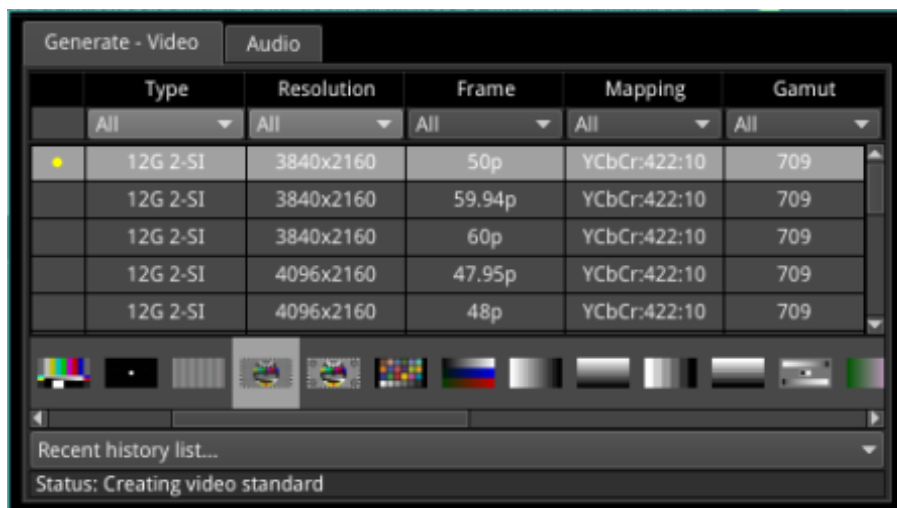 Generate - Video Audio
Type Resolution Frame Mapping Gamut
All All All All All
12G 2-SI 3840x2160 50p YCbCr:422:10 709
12G 2-SI 3840x2160 59.94p YCbCr:422:10 709
12G 2-SI 3840x2160 60p YCbCr:422:10 709
12G 2-SI 4096x2160 47.95p YCbCr:422:10 709
12G 2-SI 4096x2160 48p YCbCr:422:10 709
Recent history list...
Status: Creating video standard